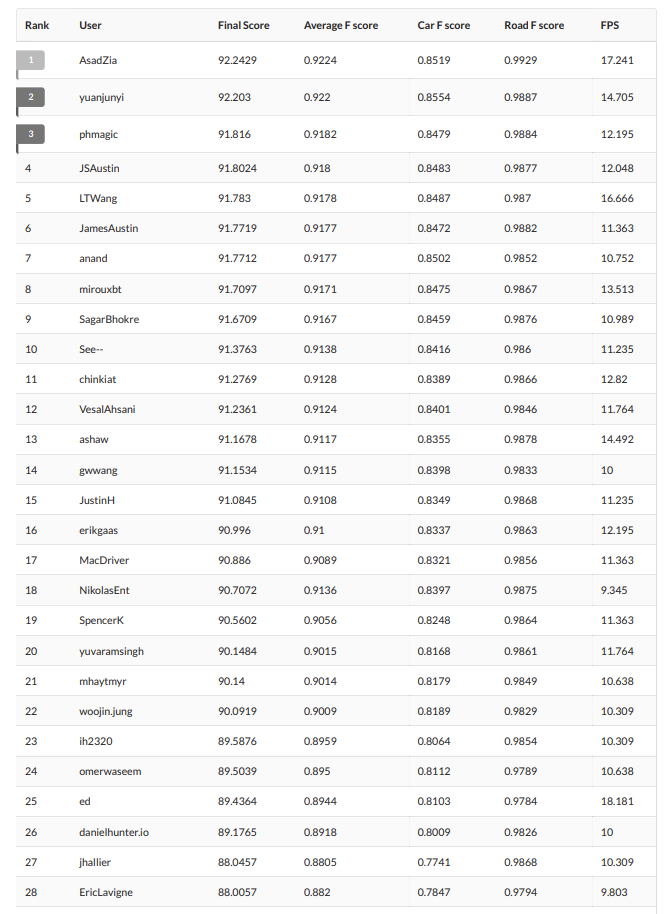 Rank User Final Score Average F score Car F score Road F score FPS
1 AsadZia 92.2429 0.9224 0.8519 0.9929 17.241
2 yuanjunyi 92.203 0.922 0.8554 0.9887 14.705
3 phmagic 91.816 0.9182 0.8479 0.9884 12.195
4 JSAustin 91.8024 0.918 0.8483 0.9877 12.048
5 LTWang 91.783 0.9178 0.8487 0.987 16.666
6 JamesAustin 91.7719 0.9177 0.8472 0.9882 11.363
7 anand 91.7712 0.9177 0.8502 0.9852 10.752
8 mirouxbt 91.7097 0.9171 0.8475 0.9867 13.513
9 SagarBhokre 91.6709 0.9167 0.8459 0.9876 10.989
10 See-- 91.3763 0.9138 0.8416 0.986 11.235
11 chinkiat 91.2769 0.9128 0.8389 0.9866 12.82
12 VesalAhsani 91.2361 0.9124 0.8401 0.9846 11.764
13 ashaw 91.1678 0.9117 0.8355 0.9878 14.492
14 gwwang 91.1534 0.9115 0.8398 0.9833 10
15 JustinH 91.0845 0.9108 0.8349 0.9868 11.235
16 erikgaas 90.996 0.91 0.8337 0.9863 12.195
17 MacDriver 90.886 0.9089 0.8321 0.9856 11.363
18 NikolasEnt 90.7072 0.9136 0.8397 0.9875 9.345
19 SpencerK 90.5602 0.9056 0.8248 0.9864 11.363
20 yuvaramsingh 90.1484 0.9015 0.8168 0.9861 11.764
21 mhaytmyr 90.14 0.9014 0.8179 0.9849 10.638
22 woojin.jung 90.0919 0.9009 0.8189 0.9829 10.309
23 ih2320 89.5876 0.8959 0.8064 0.9854 10.309
24 omerwaseem 89.5039 0.895 0.8112 0.9789 10.638
25 ed 89.4364 0.8944 0.8103 0.9784 18.181
26 danielhunter.io 89.1765 0.8918 0.8009 0.9826 10
27 jhallier 88.0457 0.8805 0.7741 0.9868 10.309
28 EricLavigne 88.0057 0.882 0.7847 0.9794 9.803